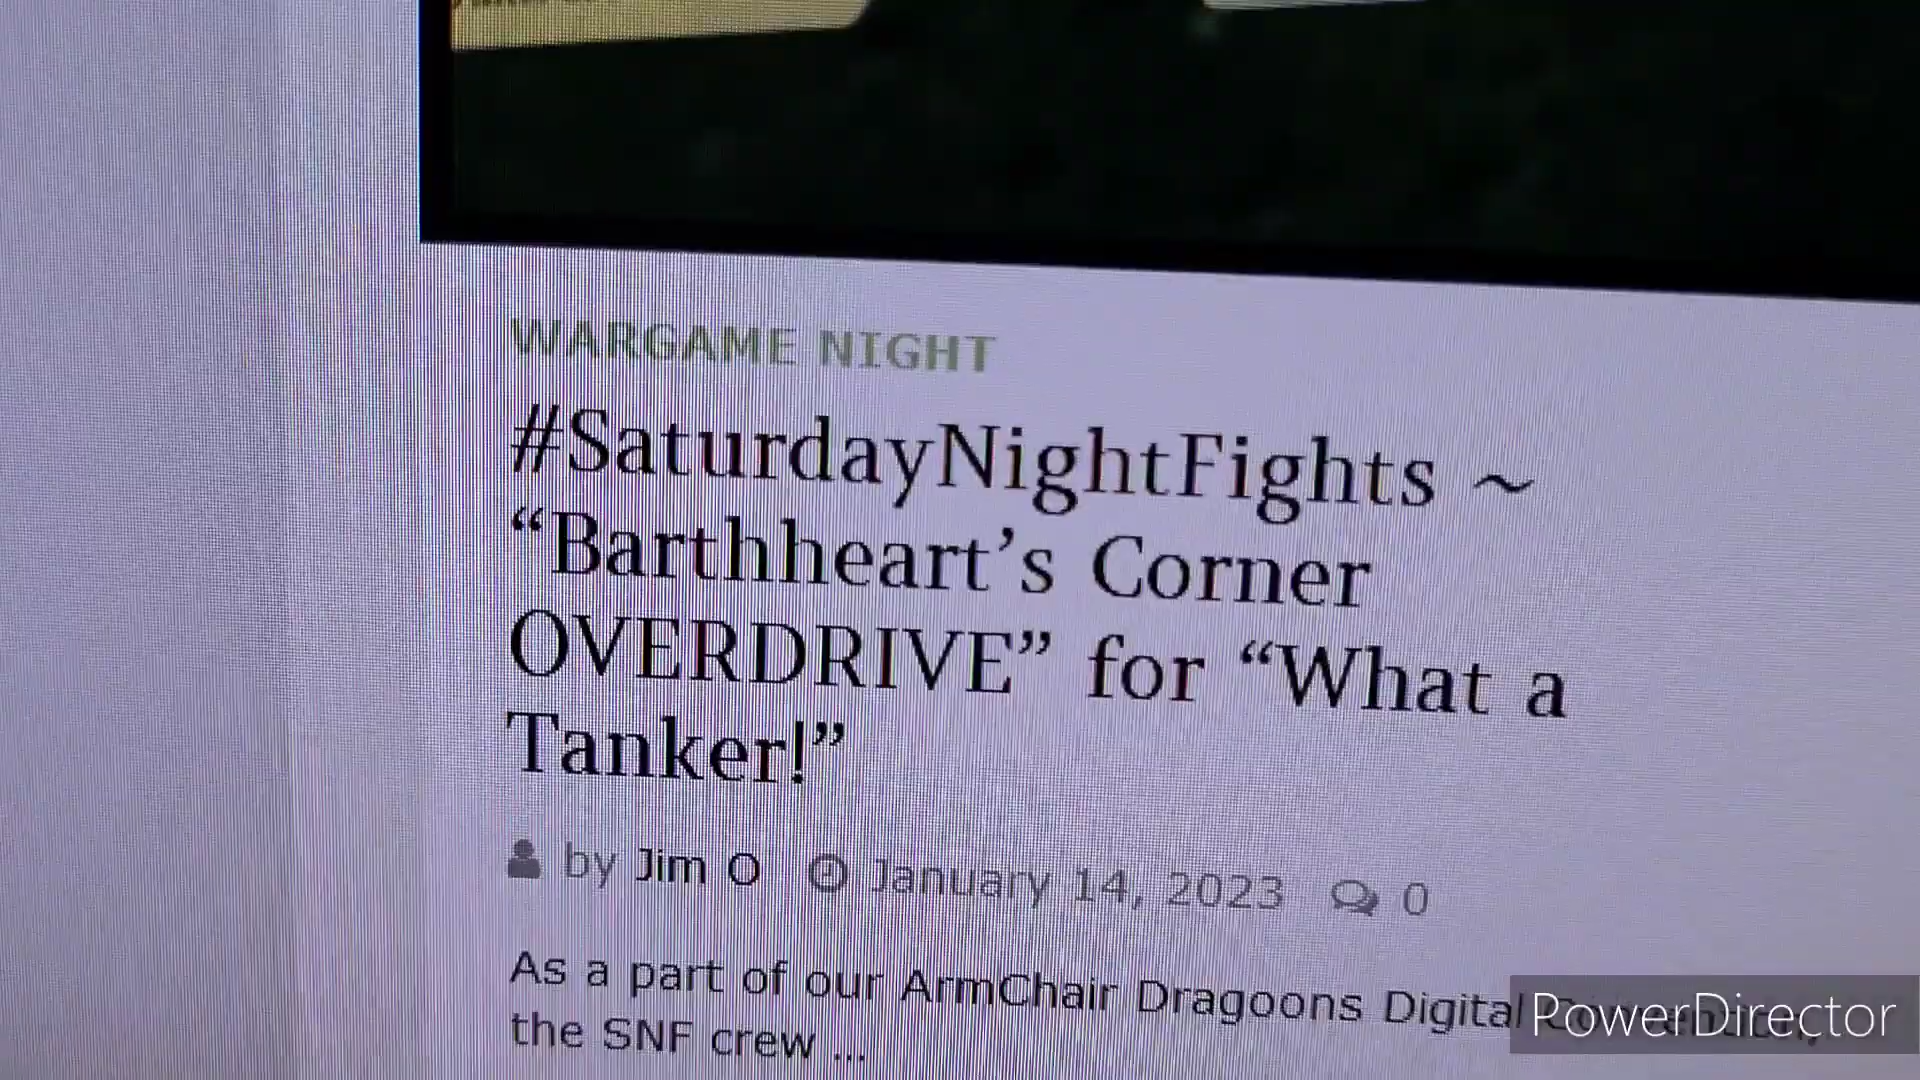 WARGAME NIGHT
#SaturdayNightFights ~
“Barthheart’s Corner
OVERDRIVE” for “What a
Tanker!”
by Jim O January 14, 2023 0
As a part of our ArmChair Dragoons Digital Convention,
the SNF crew ...
PowerDirector